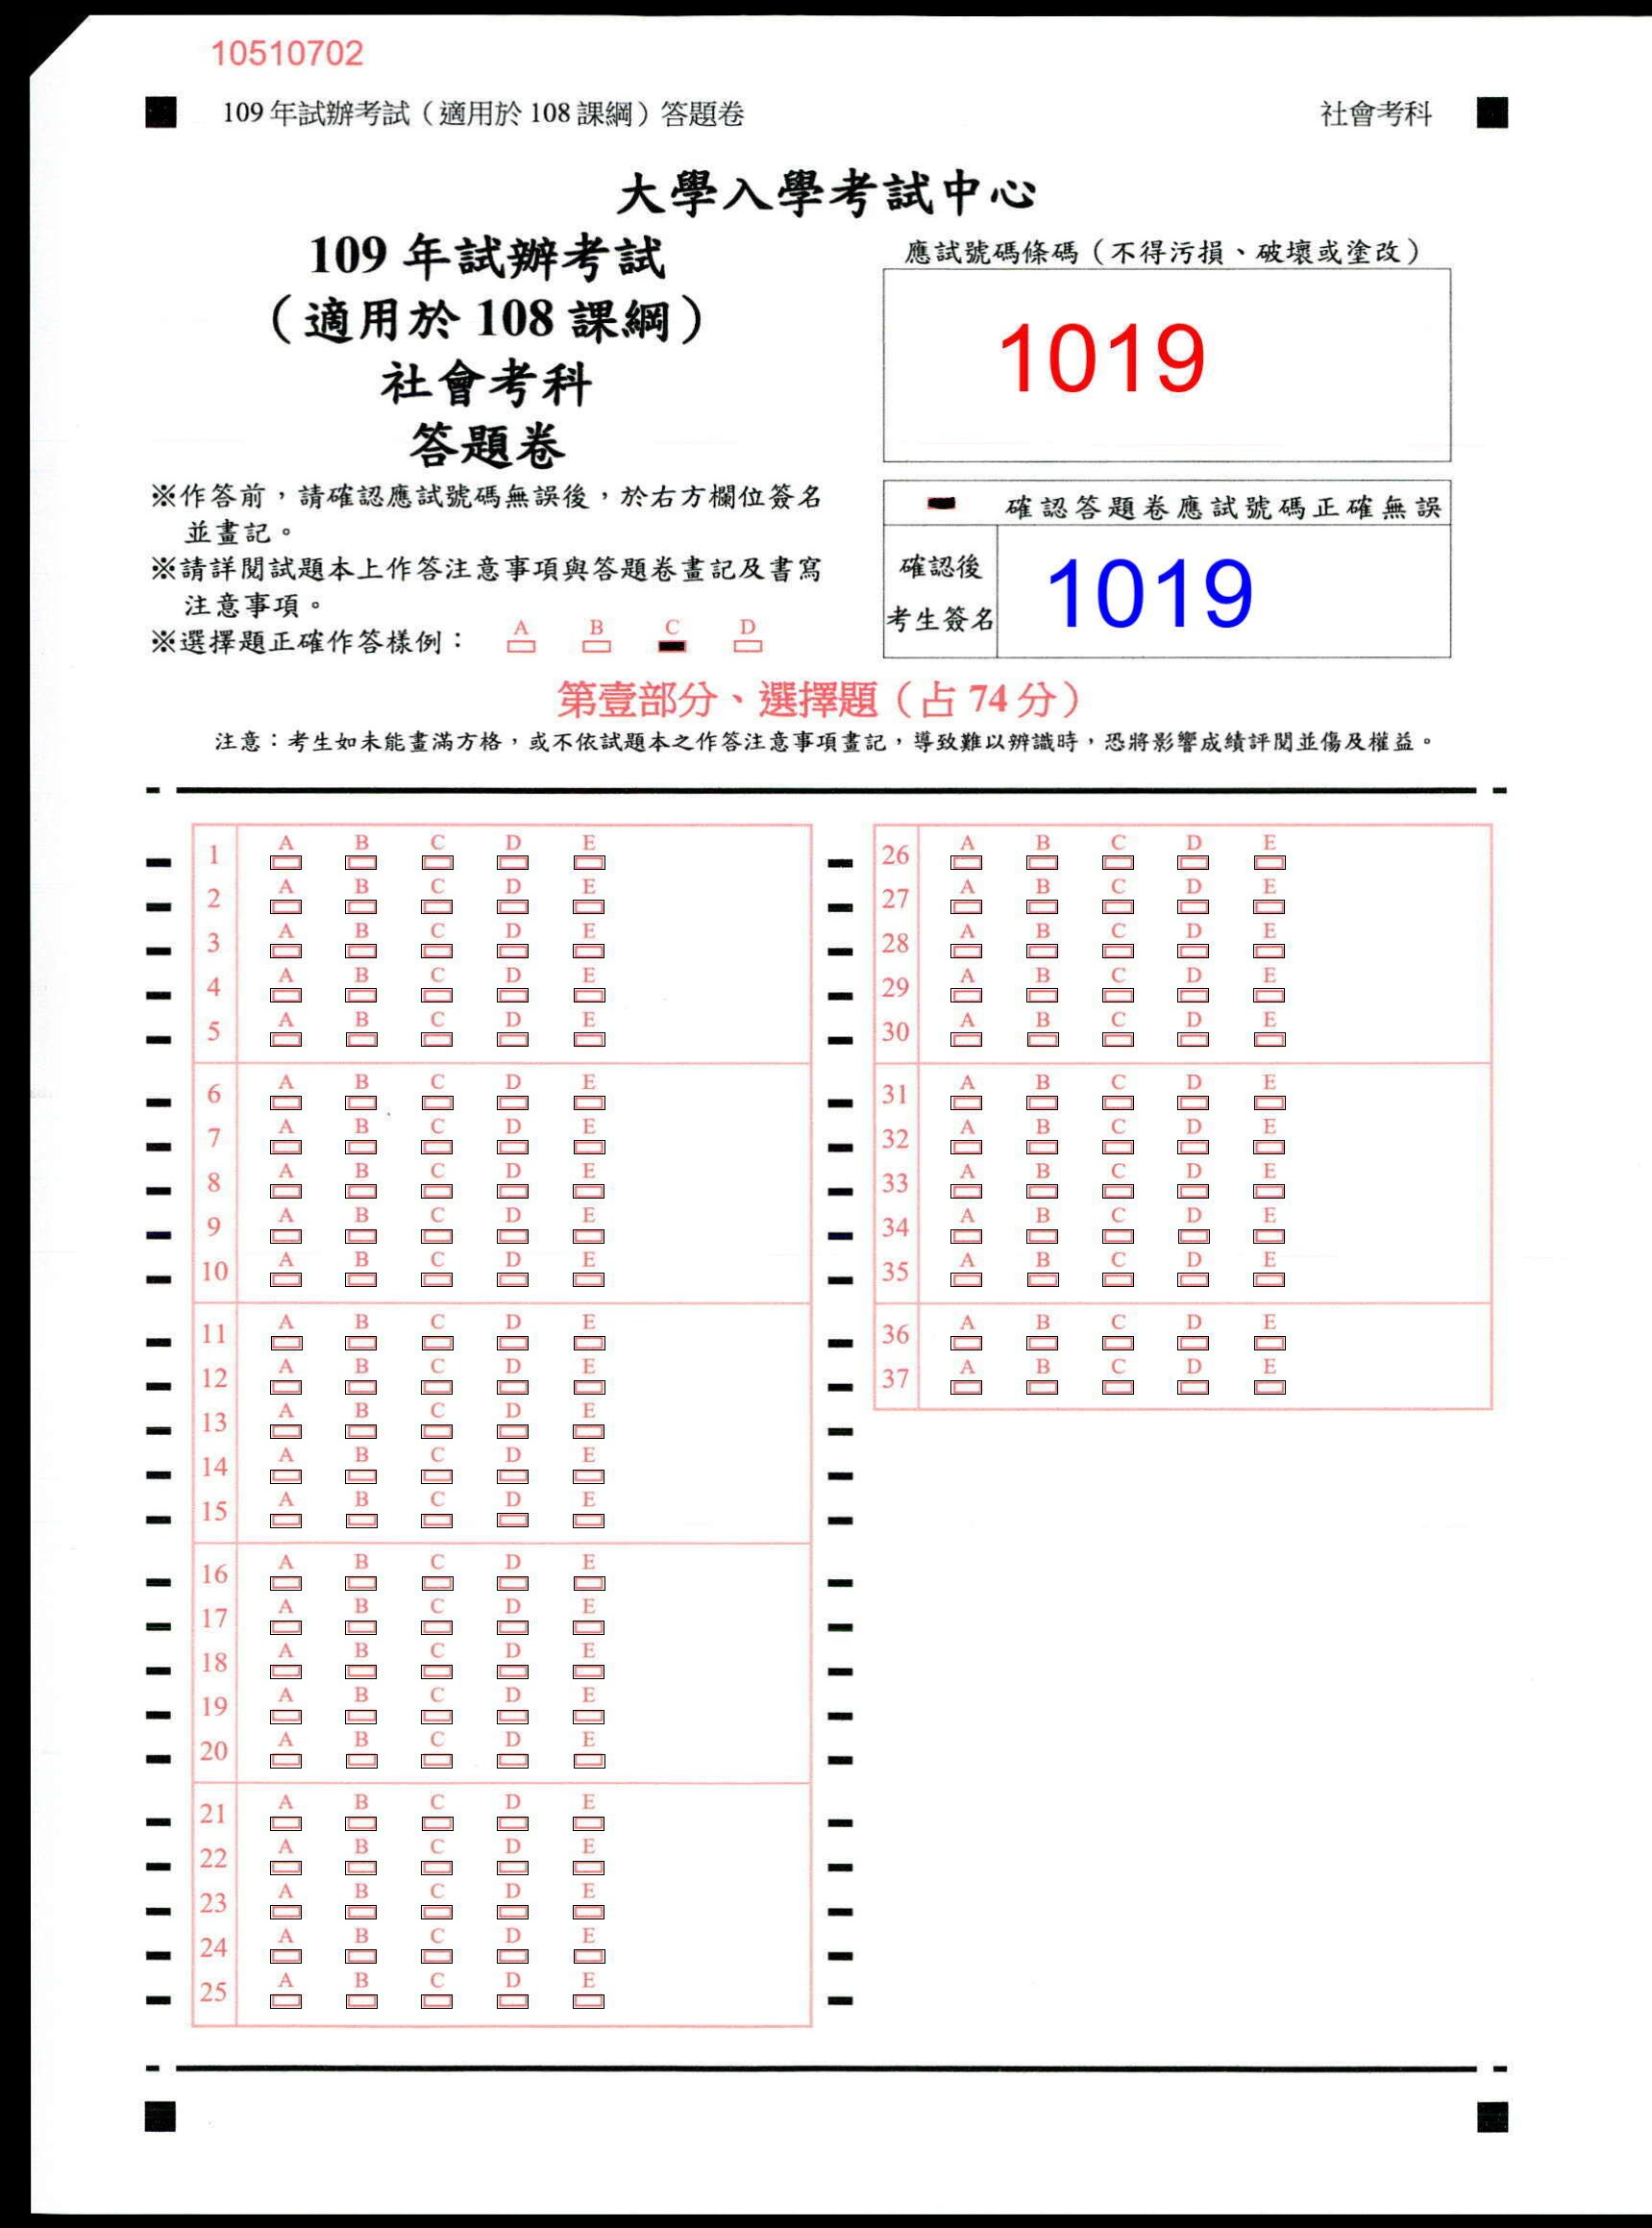 10510702
109 年試辦考試（適用於 108 課綱）答題卷 社會考科
大學入學考試中心
109 年試辦考試
（適用於 108 課綱）
社會考科
答題卷
應試號碼條碼（不得污損、破壞或塗改）
1019
確認答題卷應試號碼正確無誤
確認後
考生簽名
1019
※作答前，請確認應試號碼無誤後，於右方欄位簽名
並畫記。
※請詳閱試題本上作答注意事項與答題卷畫記及書寫
注意事項。
※選擇題正確作答樣例： A B C D
第壹部分、選擇題（占 74 分）
注意：考生如未能畫滿方格，或不依試題本之作答注意事項畫記，導致難以辨識時，恐將影響成績評閱並傷及權益。
1 A B C D E
2 A B C D E
3 A B C D E
4 A B C D E
5 A B C D E
6 A B C D E
7 A B C D E
8 A B C D E
9 A B C D E
10 A B C D E
11 A B C D E
12 A B C D E
13 A B C D E
14 A B C D E
15 A B C D E
16 A B C D E
17 A B C D E
18 A B C D E
19 A B C D E
20 A B C D E
21 A B C D E
22 A B C D E
23 A B C D E
24 A B C D E
25 A B C D E
26 A B C D E
27 A B C D E
28 A B C D E
29 A B C D E
30 A B C D E
31 A B C D E
32 A B C D E
33 A B C D E
34 A B C D E
35 A B C D E
36 A B C D E
37 A B C D E